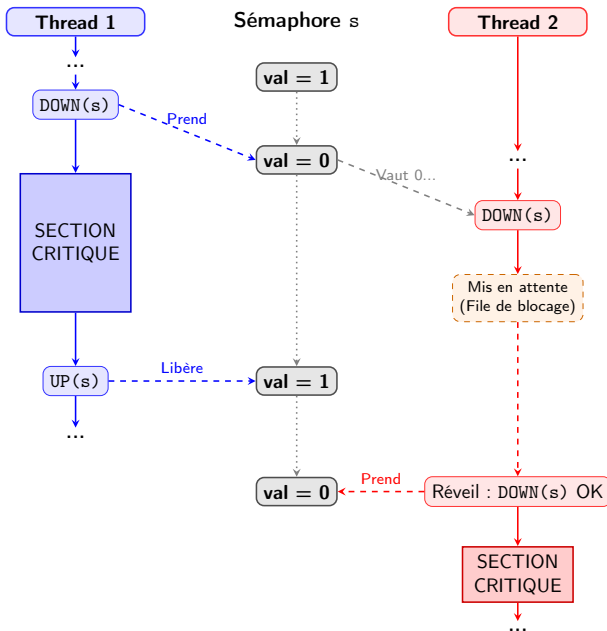 Thread 1
Sémaphore s
Thread 2
...
val = 1
DOWN(s)
Prend
val = 0
...
Vaut 0...
DOWN(s)
SECTION
CRITIQUE
Mis en attente
(File de blocage)
UP(s)
Libère
val = 1
...
val = 0
Prend
Réveil : DOWN(s) OK
SECTION
CRITIQUE
...